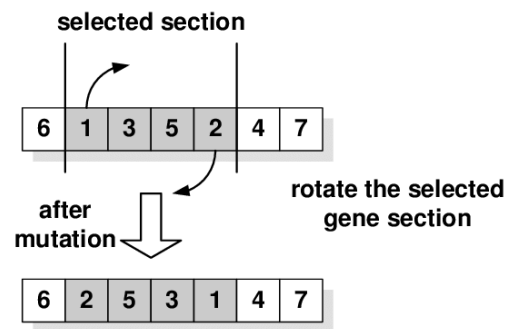 selected section
6 1 3 5 2 4 7
rotate the selected
gene section
after
mutation
6 2 5 3 1 4 7